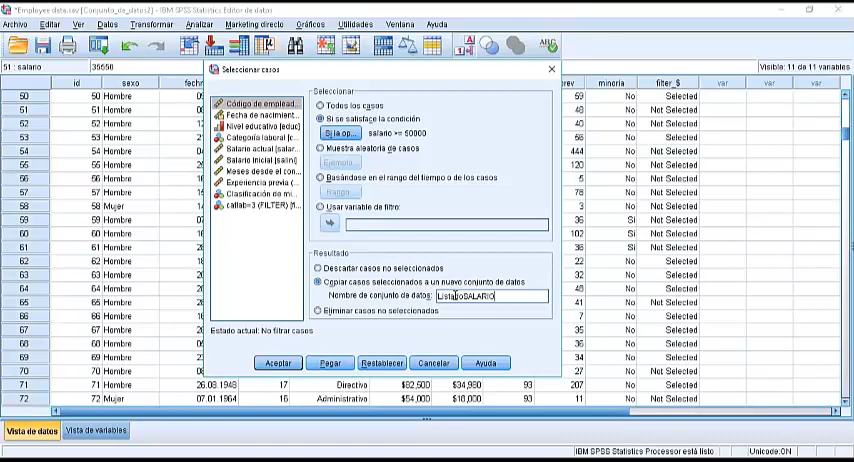 *Employee data.sav [Conjunto_de_datos2] - IBM SPSS Statistics Editor de datos
Archivo Editar Ver Datos Transformar Analizar Marketing directo Gráficos Utilidades Ventana Ayuda
51 : salario 35550 Visible: 11 de 11 variables
id sexo minoría filter_$ var var var
Seleccionar casos
Código de emplead...
Fecha de nacimient...
Nivel educativo [educ]
Categoría laboral [c...
Salario actual [salar...
Salario inicial [salini]
Meses desde el con...
Experiencia previa (...
Clasificación de mi...
catlab=3 (FILTER) [fi...
Seleccionar
Todos los casos
Si se satisface la condición
Si la op... salario >= 50000
Muestra aleatoria de casos
Ejemplo...
Basándose en el rango del tiempo o de los casos
Rango...
Usar variable de filtro:
Resultado
Descartar casos no seleccionados
Copiar casos seleccionados a un nuevo conjunto de datos
Nombre de conjunto de datos: ListadoSALARIO
Eliminar casos no seleccionados
Estado actual: No filtrar casos
Aceptar Pegar Restablecer Cancelar Ayuda
50 50 Hombre 59 No Selected
51 51 Hombre 48 No Not Selected
52 52 Hombre No Not Selected
53 53 Hombre No Selected
54 54 Hombre 444 No Not Selected
55 55 Hombre 120 No Not Selected
56 56 Hombre 5 No Not Selected
57 57 Hombre 78 No Not Selected
58 58 Mujer 3 No Not Selected
59 59 Hombre 36 Sí Not Selected
60 60 Hombre 102 Sí Not Selected
61 61 Hombre 36 Sí Not Selected
62 62 Hombre 22 No Selected
63 63 Hombre 32 No Selected
64 64 Hombre 48 No Selected
65 65 Hombre 41 No Not Selected
66 66 Hombre 7 No Selected
67 67 Mujer 35 No Selected
68 68 Mujer 36 No Selected
69 69 Hombre 34 No Selected
70 70 Hombre 27 No Not Selected
71 71 Hombre 26.08.1948 17 Directivo $82,500 $34,980 93 207 No Selected
72 72 Mujer 07.01.1964 16 Administrativo $54,000 $18,000 93 11 No Not Selected
Vista de datos Vista de variables
IBM SPSS Statistics Processor está listo Unicode:ON